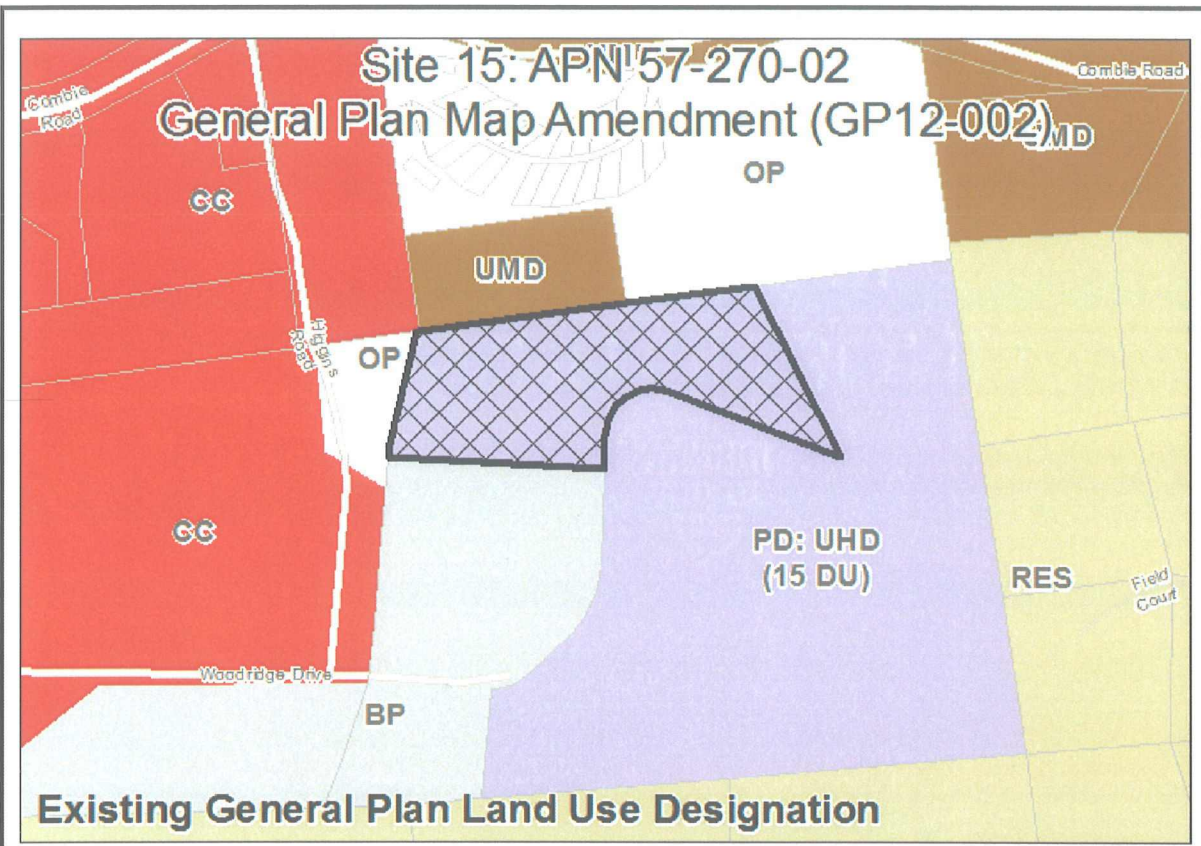 Site 15: APN 57-270-02
General Plan Map Amendment (GP12-002)
Combie
Road
Combie Road
UMD
OP
CC
UMD
Higgins
Road
OP
CC
PD: UHD
(15 DU)
RES
Field
Court
Woodridge Drive
BP
Existing General Plan Land Use Designation